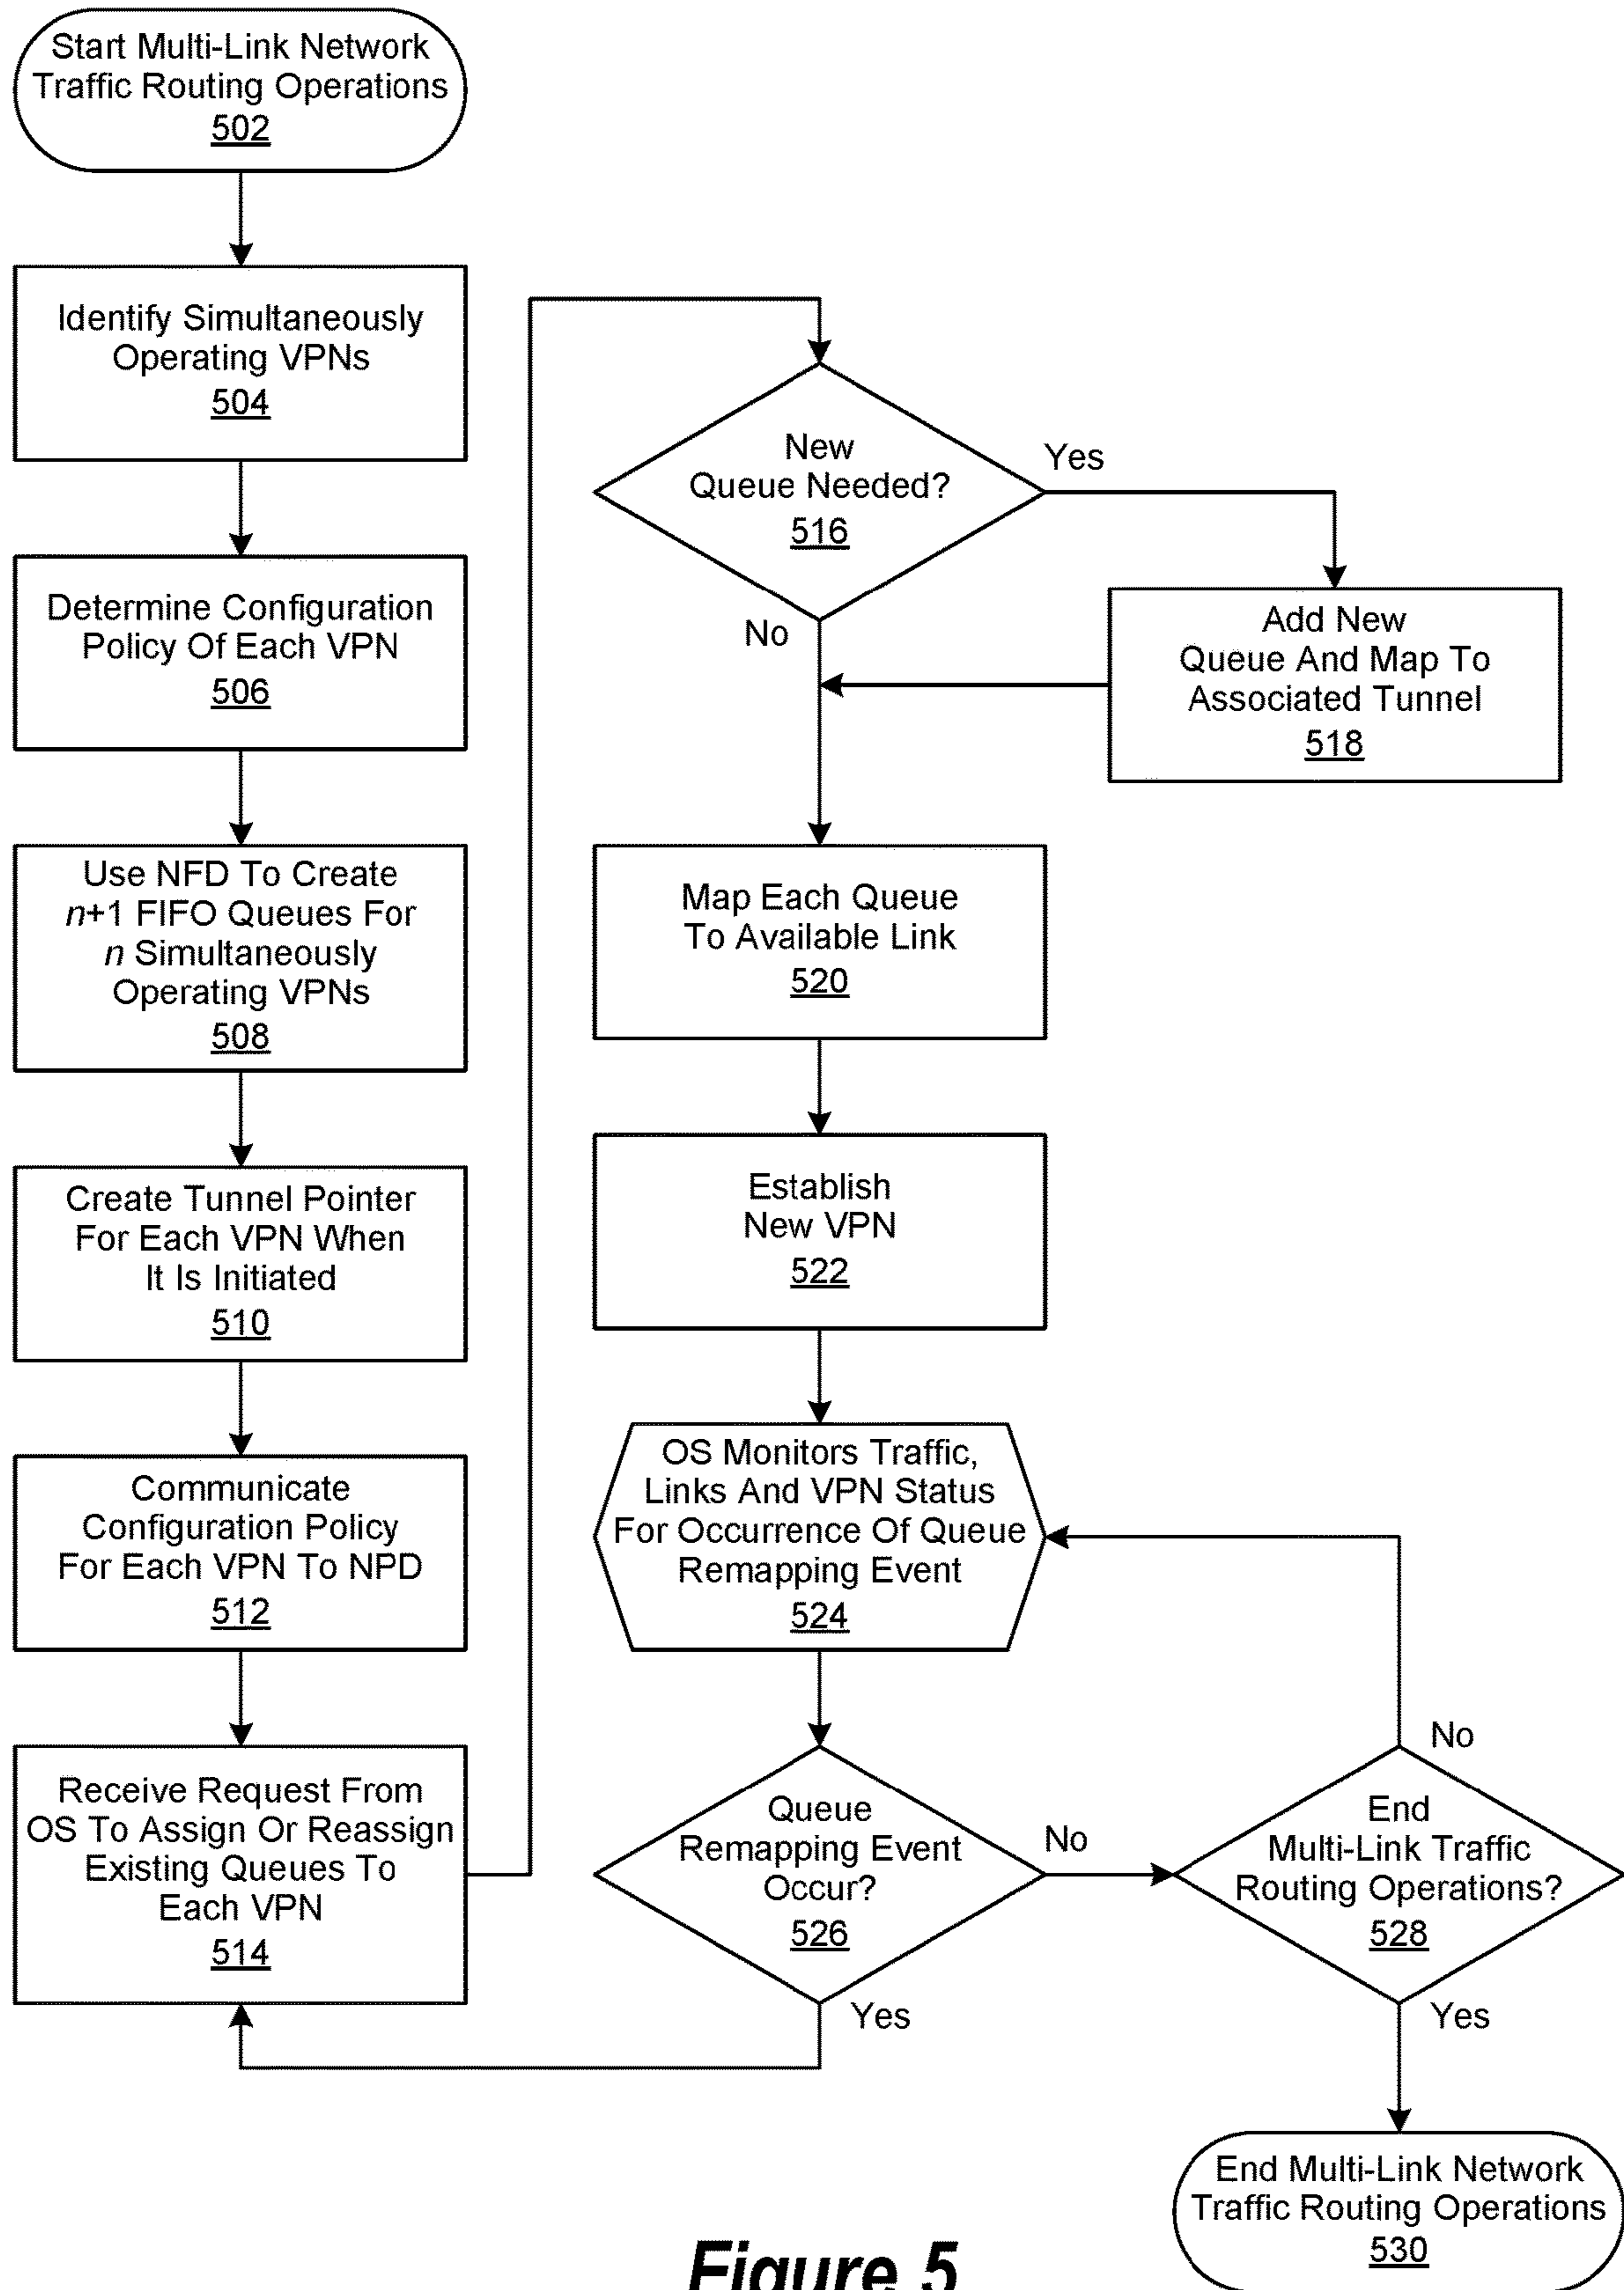 Start Multi-Link Network
Traffic Routing Operations
502
Identify Simultaneously
Operating VPNs
504
Determine Configuration
Policy Of Each VPN
506
Use NFD To Create
n+1 FIFO Queues For
n Simultaneously
Operating VPNs
508
Create Tunnel Pointer
For Each VPN When
It Is Initiated
510
Communicate
Configuration Policy
For Each VPN To NPD
512
Receive Request From
OS To Assign Or Reassign
Existing Queues To
Each VPN
514
New
Queue Needed?
516
Yes
No
Add New
Queue And Map To
Associated Tunnel
518
Map Each Queue
To Available Link
520
Establish
New VPN
522
OS Monitors Traffic,
Links And VPN Status
For Occurrence Of Queue
Remapping Event
524
Queue
Remapping Event
Occur?
526
No
Yes
End
Multi-Link Traffic
Routing Operations?
528
No
Yes
End Multi-Link Network
Traffic Routing Operations
530
Figure 5